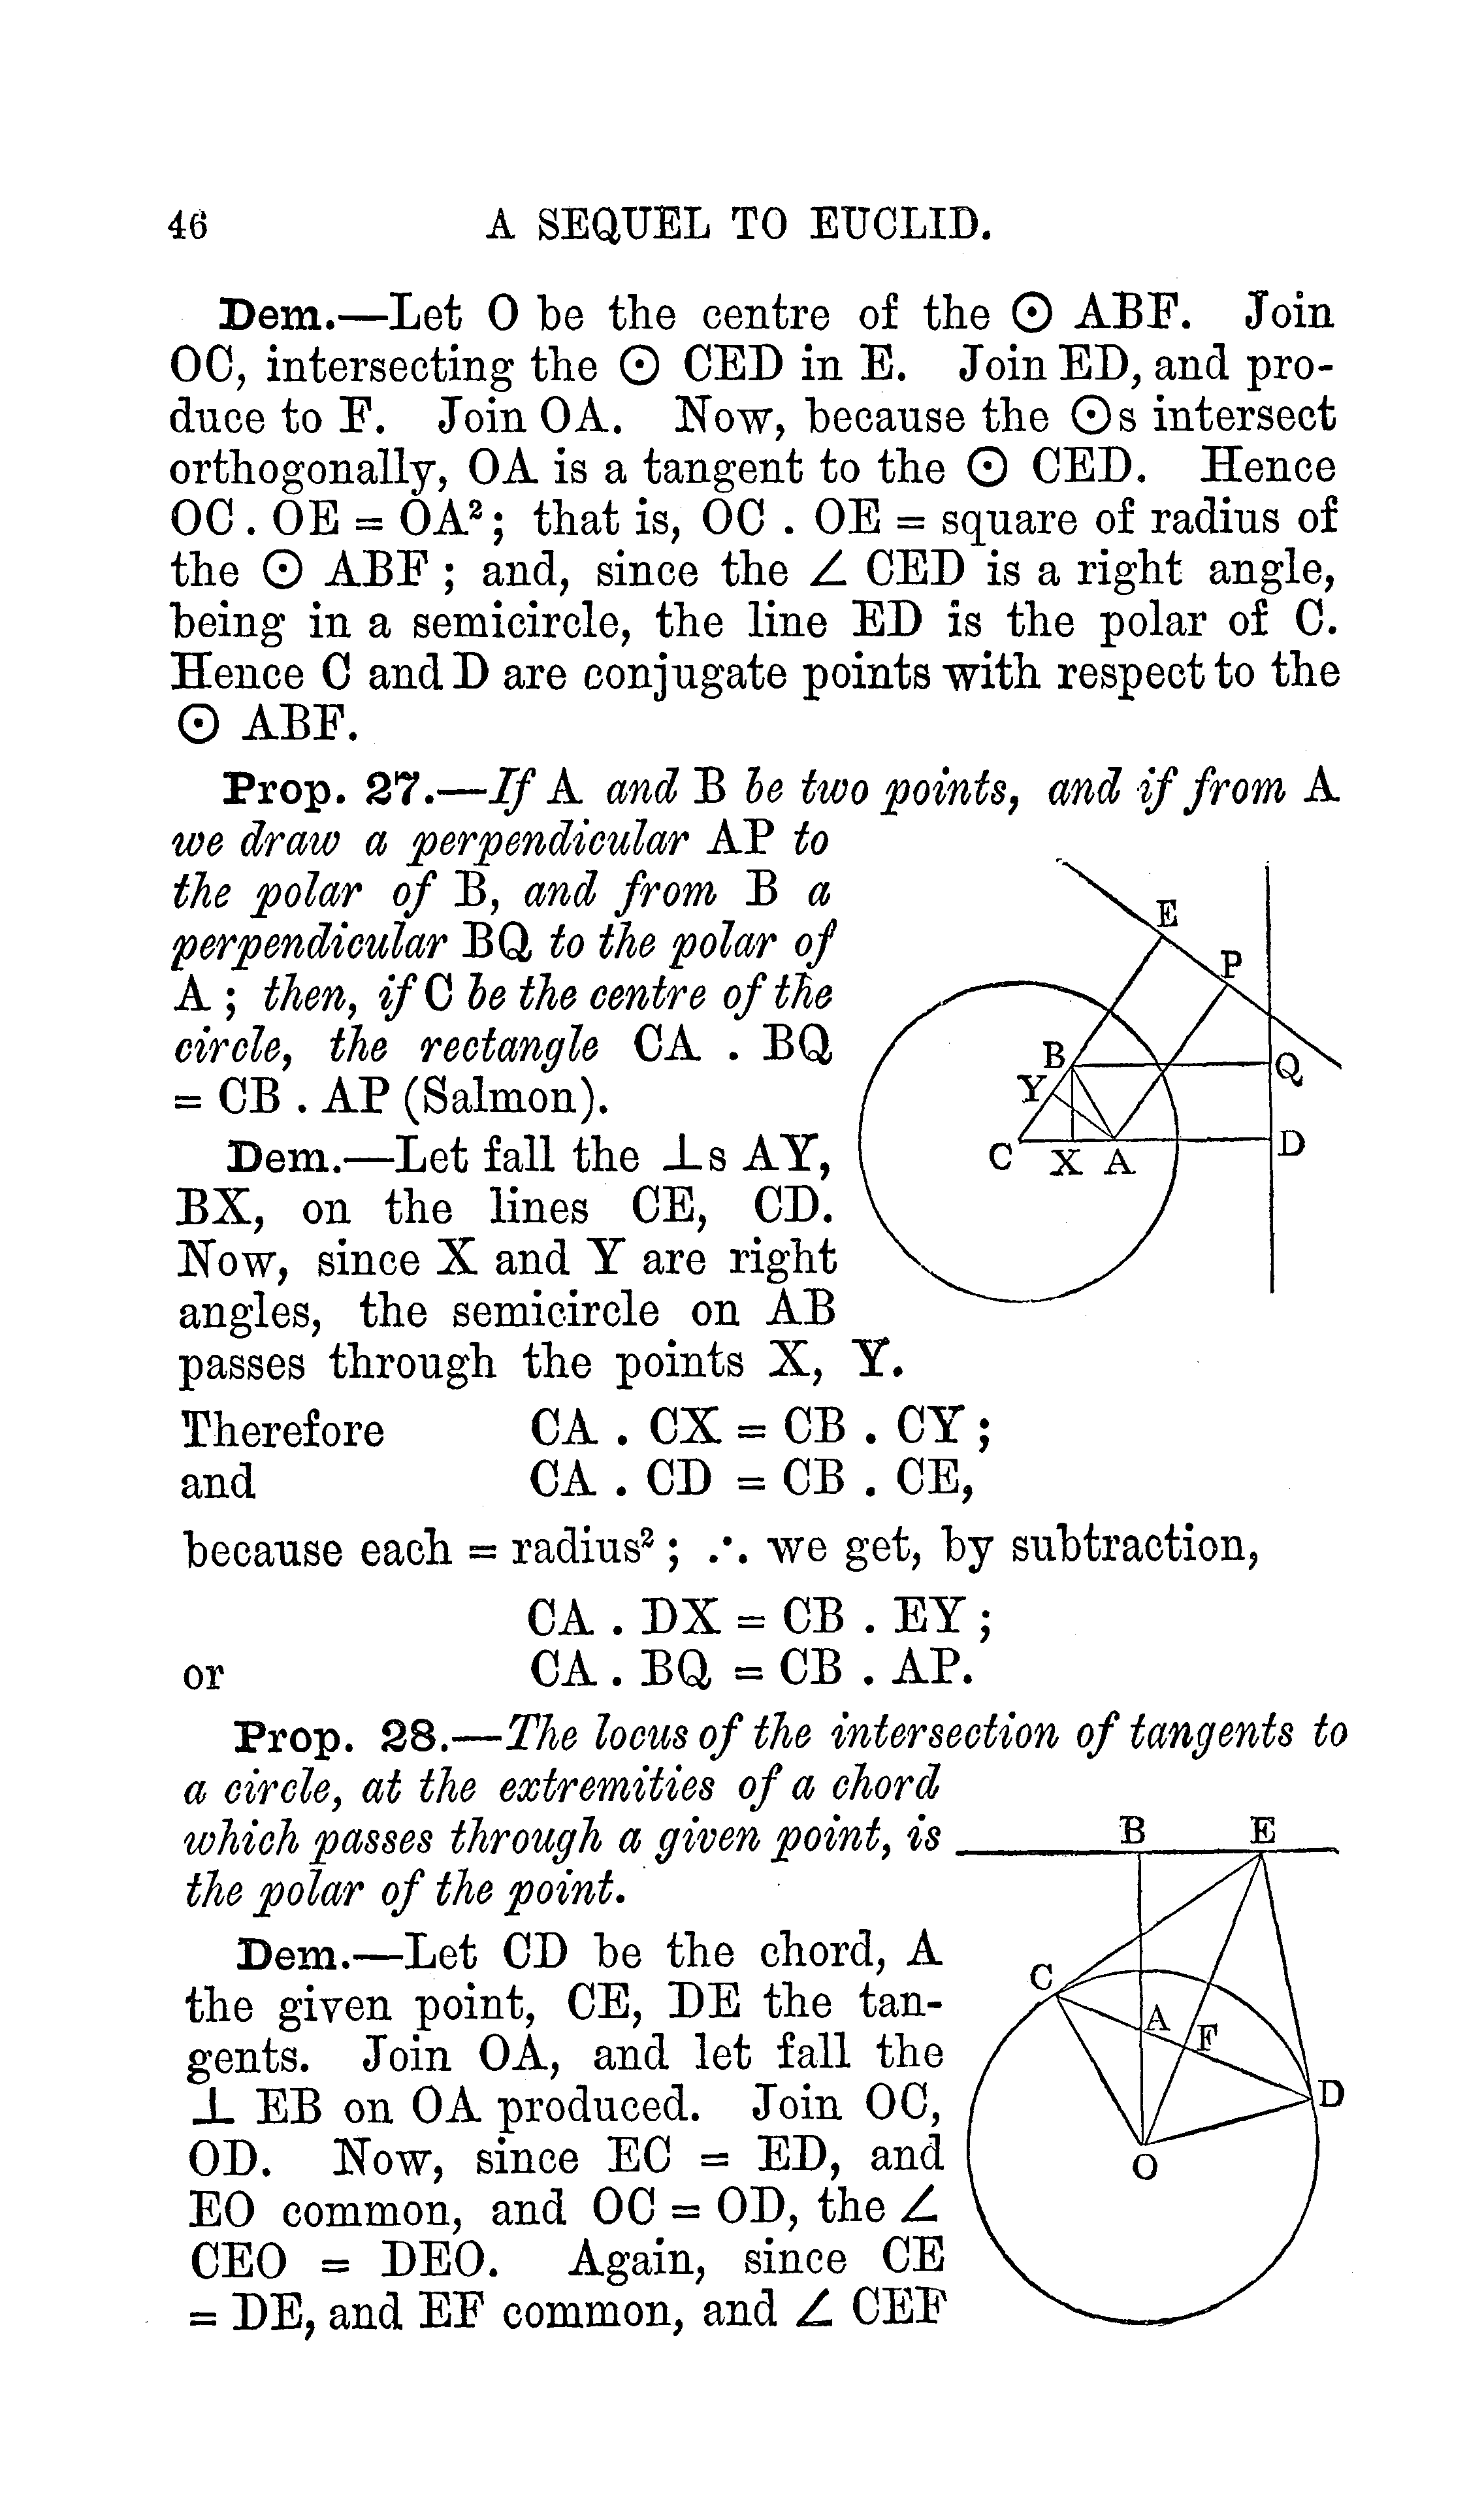 46 A SEQUEL TO EUCLID.
Dem.—Let O be the centre of the ⊙ ABF. Join
OC, intersecting the ⊙ CED in E. Join ED, and pro-
duce to F. Join OA. Now, because the ⊙s intersect
orthogonally, OA is a tangent to the ⊙ CED. Hence
OC . OE = OA²; that is, OC . OE = square of radius of
the ⊙ ABF; and, since the ∠ CED is a right angle,
being in a semicircle, the line ED is the polar of C.
Hence C and D are conjugate points with respect to the
⊙ ABF.
Prop. 27.—If A and B be two points, and if from A
we draw a perpendicular AP to
the polar of B, and from B a
perpendicular BQ to the polar of
A; then, if C be the centre of the
circle, the rectangle CA . BQ
= CB . AP (Salmon).
E
P
B
Q
Y
C X A
D
Dem.—Let fall the ⊥s AY,
BX, on the lines CE, CD.
Now, since X and Y are right
angles, the semicircle on AB
passes through the points X, Y.
Therefore CA . CX = CB . CY;
and CA . CD = CB . CE,
because each = radius²; ∴ we get, by subtraction,
CA . DX = CB . EY;
or CA . BQ = CB . AP.
Prop. 28.—The locus of the intersection of tangents to
a circle, at the extremities of a chord
which passes through a given point, is
the polar of the point.
B E
C
A
F
D
O
Dem.—Let CD be the chord, A
the given point, CE, DE the tan-
gents. Join OA, and let fall the
⊥ EB on OA produced. Join OC,
OD. Now, since EC = ED, and
EO common, and OC = OD, the ∠
CEO = DEO. Again, since CE
= DE, and EF common, and ∠ CEF